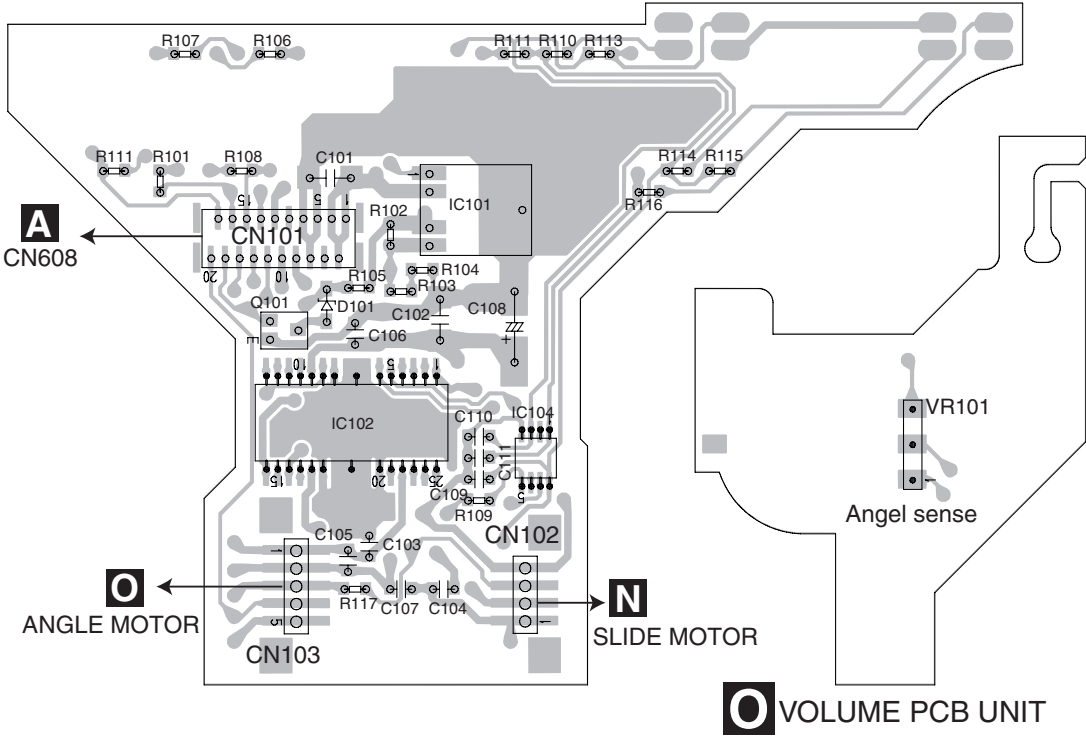 R107 R106 R111 R110 R113
R111 R101 R108 C101 R114 R115
15 5 1 IC101 R116
R102
A CN101
CN608
20 10 R104
R105 R103
Q101 D101 C102 C108
E C106 +
10 5 1
IC102 C110 IC104
C111 1
VR101
15 20 25 C109 5
R109
1
Angel sense
CN102
C105 C103
1
O N
ANGLE MOTOR R117 C107 C104
5 1 SLIDE MOTOR
CN103
O VOLUME PCB UNIT